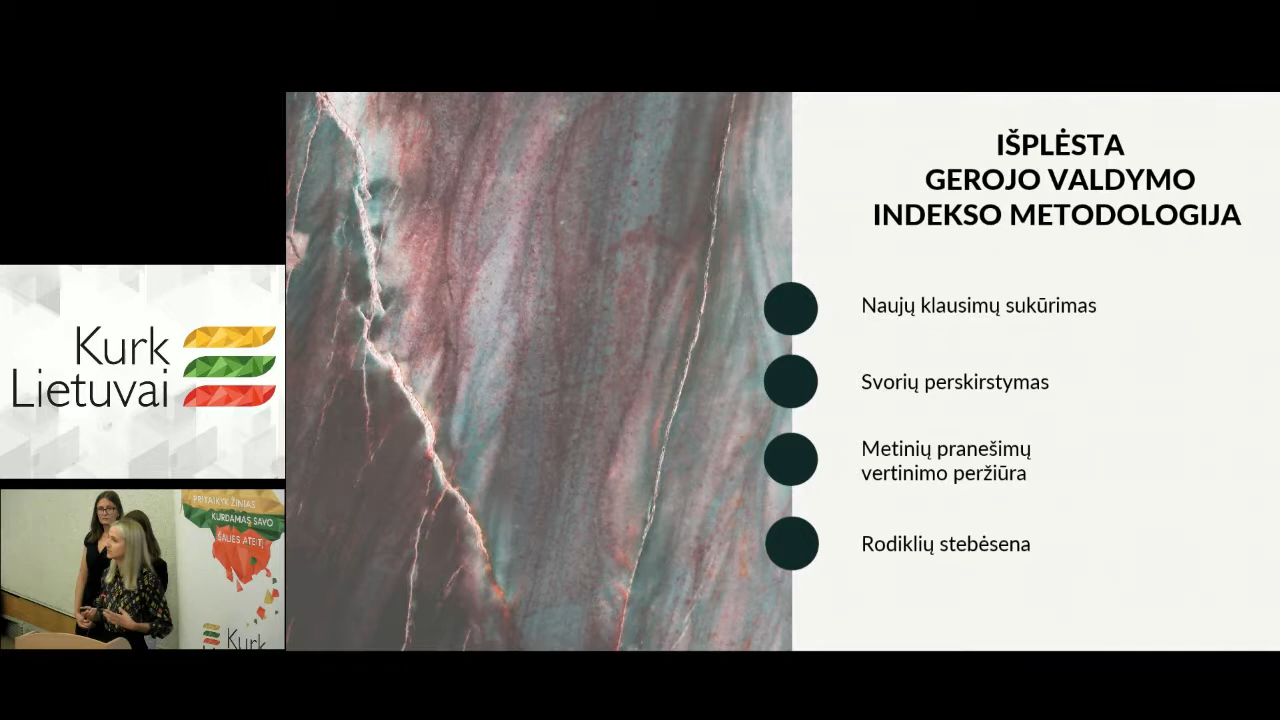 IŠPLĖSTA
GEROJO VALDYMO
INDEKSO METODOLOGIJA
Naujų klausimų sukūrimas
Svorių perskirstymas
Metinių pranešimų
vertinimo peržiūra
Rodiklių stebėsena
Kurk
Lietuvai
PRITAIKYK ŽINIAS
KURDAMAS SAVO
ŠALIES ATEITĮ
Kurk